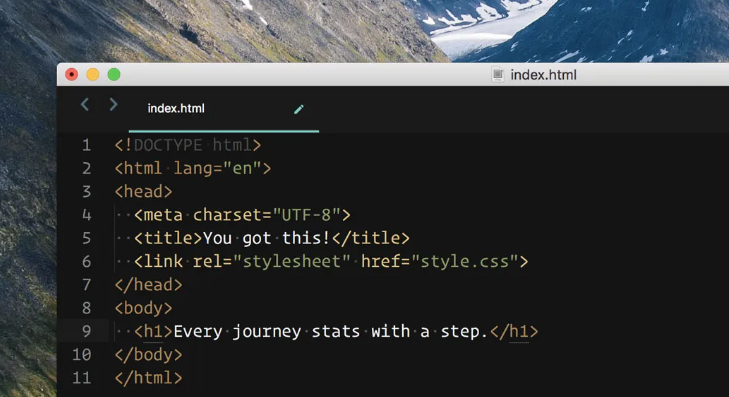 index.html
index.html
1 <!DOCTYPE html>
2 <html lang="en">
3 <head>
4 <meta charset="UTF-8">
5 <title>You got this!</title>
6 <link rel="stylesheet" href="style.css">
7 </head>
8 <body>
9 <h1>Every journey stats with a step.</h1>
10 </body>
11 </html>